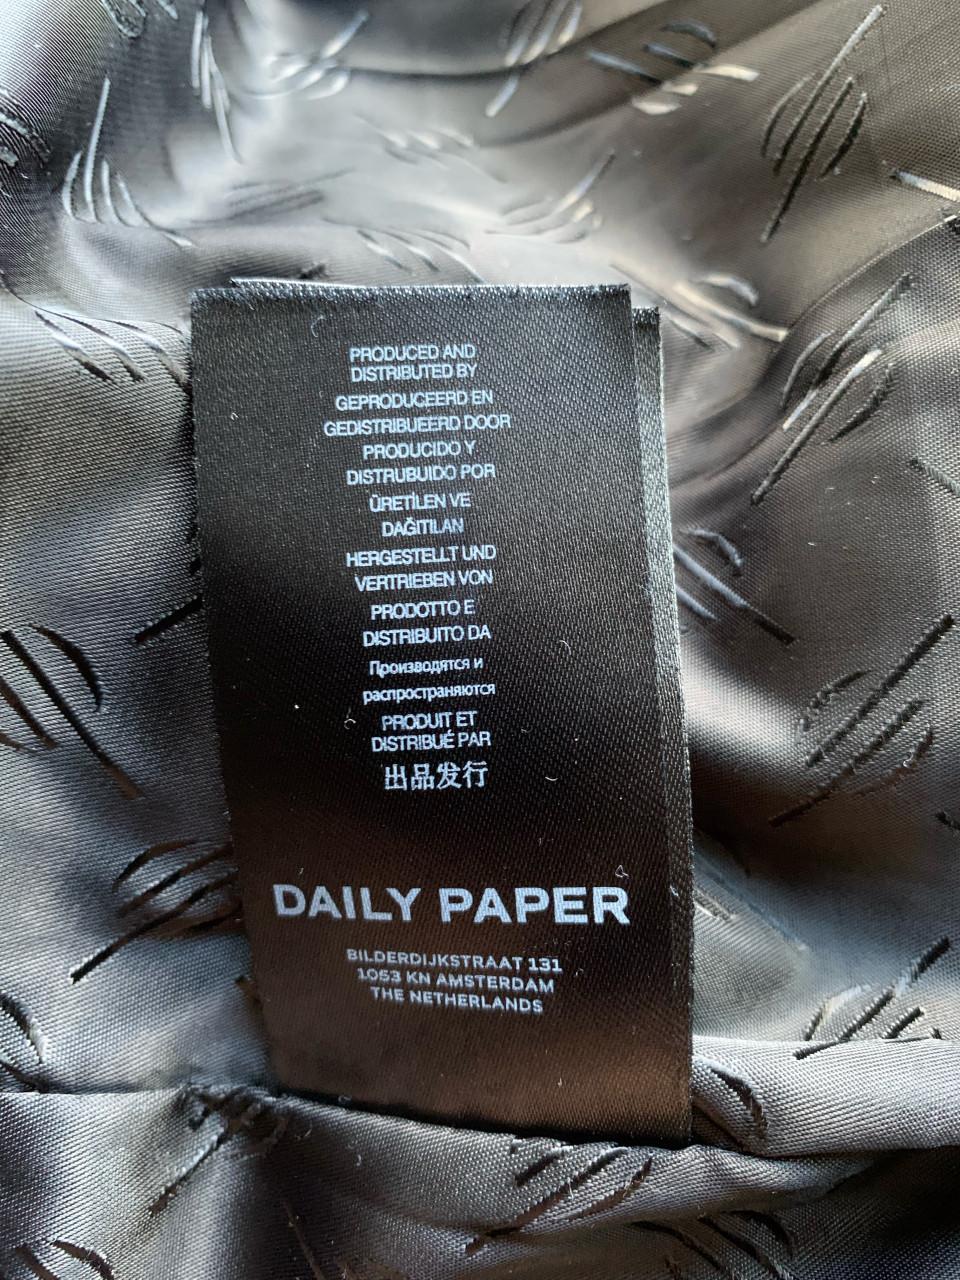 PRODUCED AND
DISTRIBUTED BY
GEPRODUCEERD EN
GEDISTRIBUEERD DOOR
PRODUCIDO Y
DISTRUBUIDO POR
ÜRETİLEN VE
DAĞITILAN
HERGESTELLT UND
VERTRIEBEN VON
PRODOTTO E
DISTRIBUITO DA
Производятся и
распространяются
PRODUIT ET
DISTRIBUÉ PAR
出品发行
DAILY PAPER
BILDERDIJKSTRAAT 131
1053 KN AMSTERDAM
THE NETHERLANDS